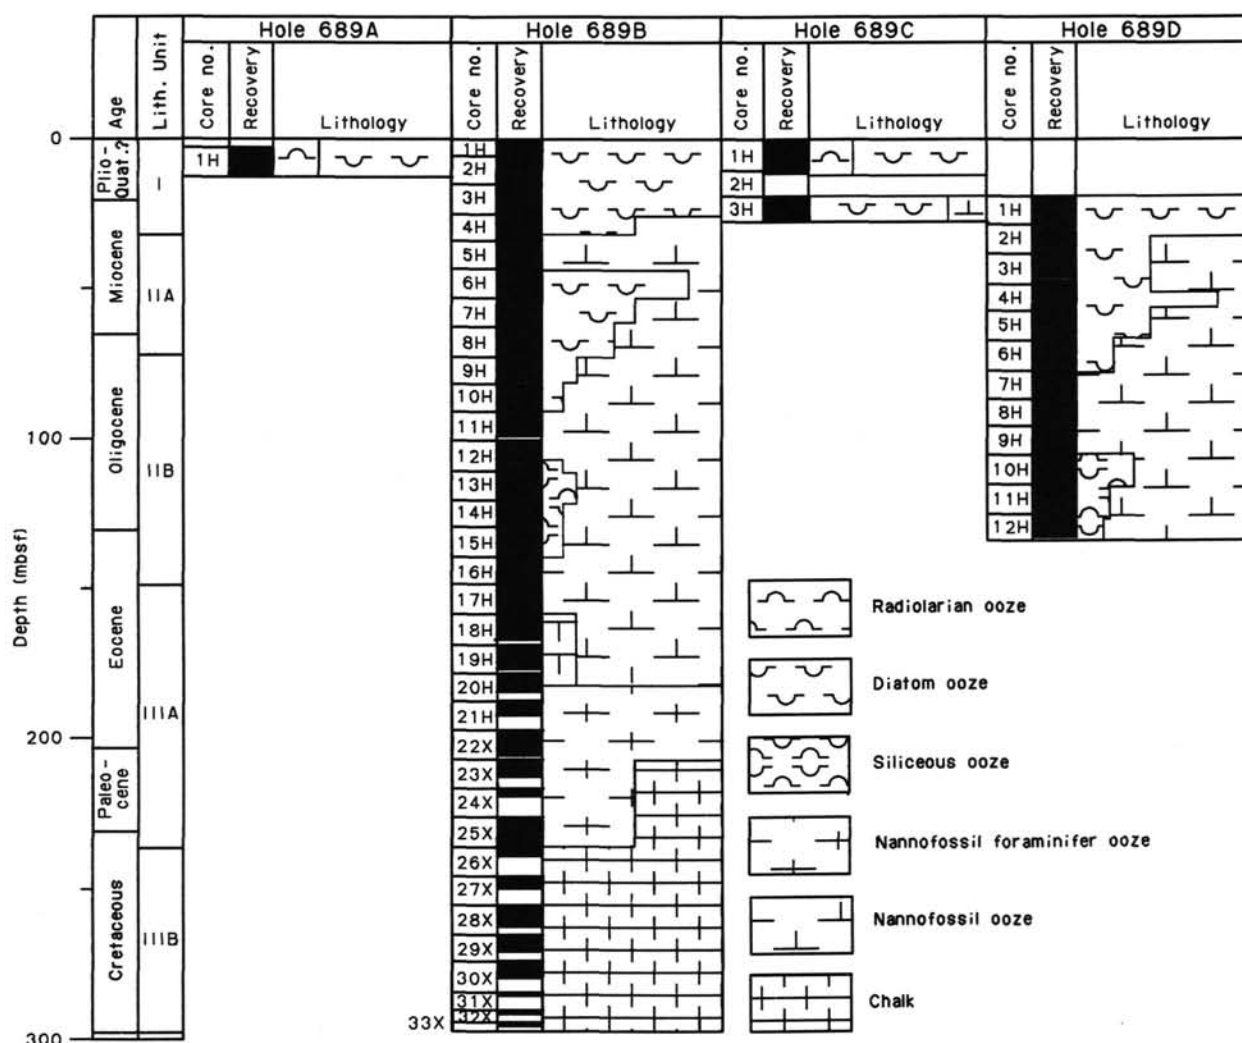 Hole 689A Hole 689B Hole 689C Hole 689D
Age Lith. Unit Core no. Recovery Lithology Core no. Recovery Lithology Core no. Recovery Lithology Core no. Recovery Lithology
Depth (mbsf)
0
100
200
300
Plio-
Quat.?
Miocene
Oligocene
Eocene
Paleo-
cene
Cretaceous
I
IIA
IIB
IIIA
IIIB
1H
1H
2H
3H
4H
5H
6H
7H
8H
9H
10H
11H
12H
13H
14H
15H
16H
17H
18H
19H
20H
21H
22X
23X
24X
25X
26X
27X
28X
29X
30X
31X
32X
33X
1H
2H
3H
1H
2H
3H
4H
5H
6H
7H
8H
9H
10H
11H
12H
Radiolarian ooze
Diatom ooze
Siliceous ooze
Nannofossil foraminifer ooze
Nannofossil ooze
Chalk